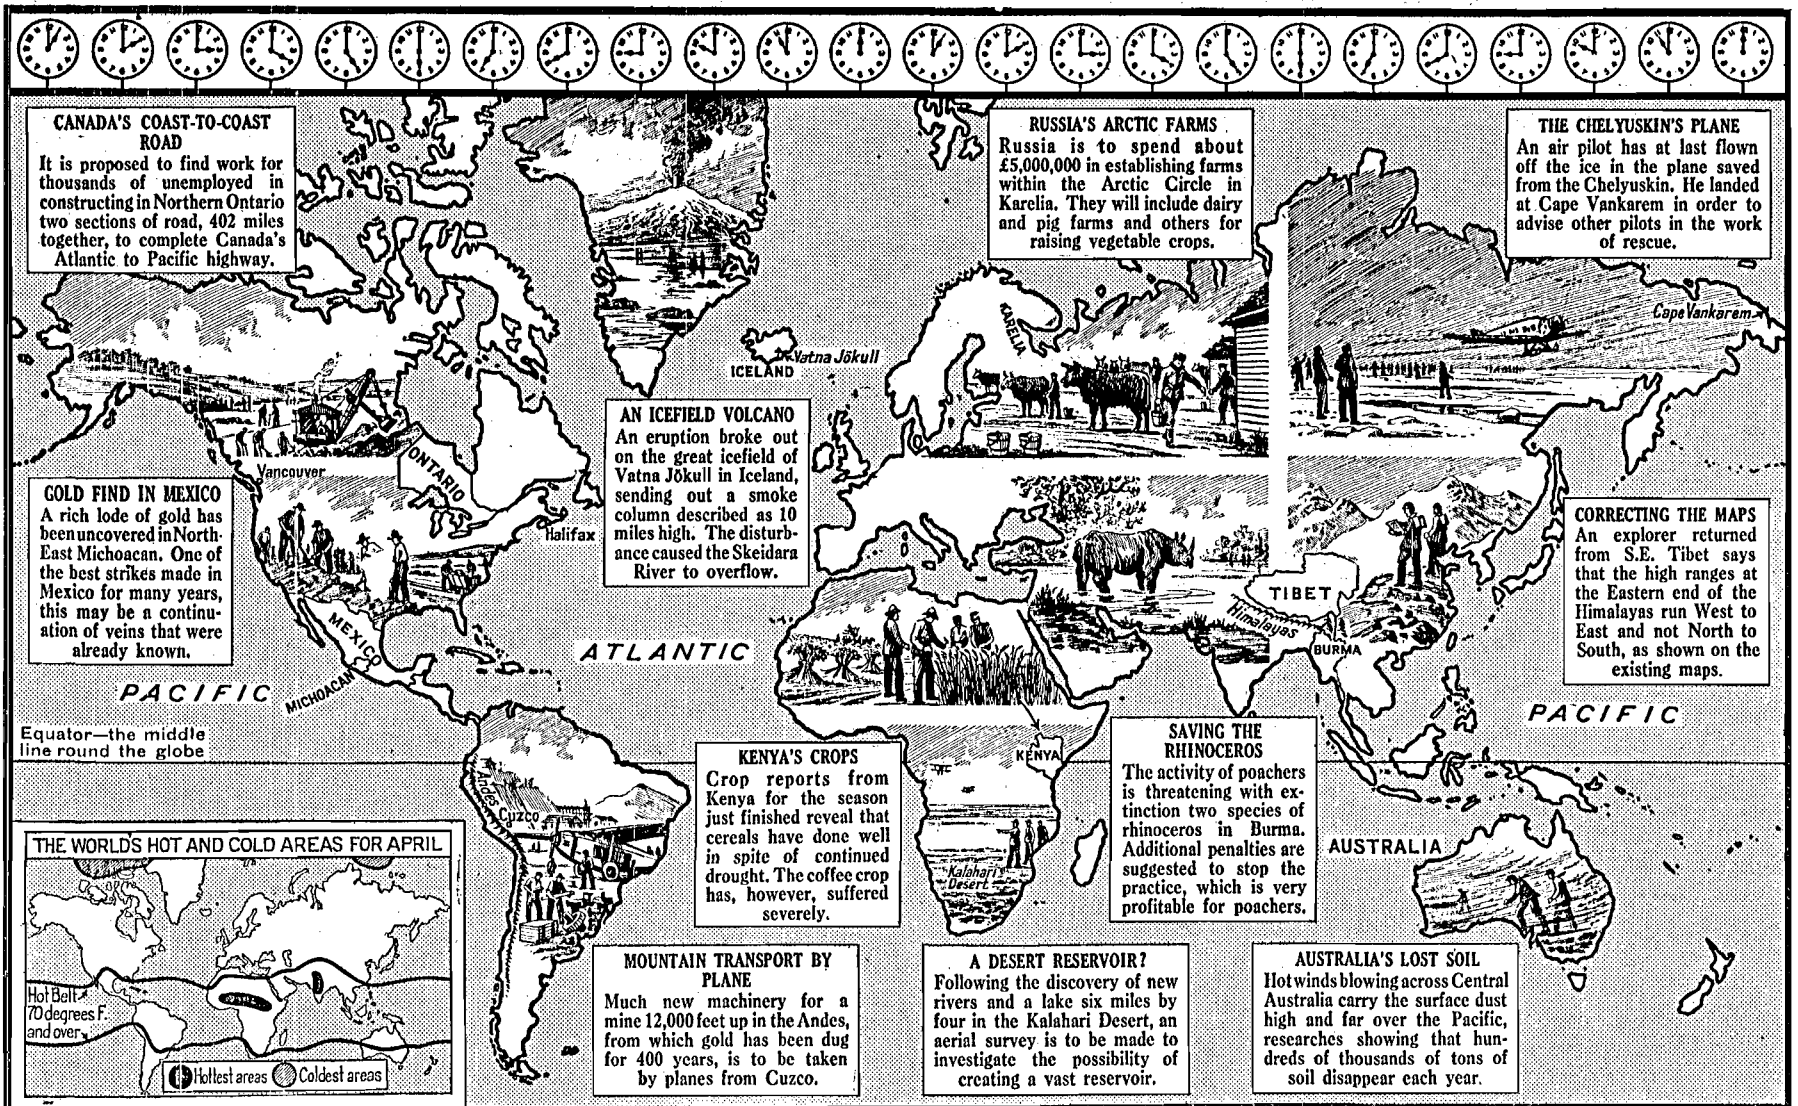 CANADA'S COAST-TO-COAST
ROAD
It is proposed to find work for
thousands of unemployed in
constructing in Northern Ontario
two sections of road, 402 miles
together, to complete Canada's
Atlantic to Pacific highway.
RUSSIA'S ARCTIC FARMS
Russia is to spend about
£5,000,000 in establishing farms
within the Arctic Circle in
Karelia. They will include dairy
and pig farms and others for
raising vegetable crops.
THE CHELYUSKIN'S PLANE
An air pilot has at last flown
off the ice in the plane saved
from the Chelyuskin. He landed
at Cape Vankarem in order to
advise other pilots in the work
of rescue.
Cape Vankarem
KARELIA
Vatna Jökull
ICELAND
AN ICEFIELD VOLCANO
An eruption broke out
on the great icefield of
Vatna Jökull in Iceland,
sending out a smoke
column described as 10
miles high. The disturb-
ance caused the Skeidara
River to overflow.
ONTARIO
Vancouver
Halifax
GOLD FIND IN MEXICO
A rich lode of gold has
been uncovered in North-
East Michoacan. One of
the best strikes made in
Mexico for many years,
this may be a continu-
ation of veins that were
already known.
CORRECTING THE MAPS
An explorer returned
from S.E. Tibet says
that the high ranges at
the Eastern end of the
Himalayas run West to
East and not North to
South, as shown on the
existing maps.
TIBET
Himalayas
BURMA
MEXICO
MICHOACAN
ATLANTIC
PACIFIC
PACIFIC
Equator—the middle
line round the globe
KENYA
KENYA'S CROPS
Crop reports from
Kenya for the season
just finished reveal that
cereals have done well
in spite of continued
drought. The coffee crop
has, however, suffered
severely.
SAVING THE
RHINOCEROS
The activity of poachers
is threatening with ex-
tinction two species of
rhinoceros in Burma.
Additional penalties are
suggested to stop the
practice, which is very
profitable for poachers.
Andes
Cuzco
Kalahari
Desert
AUSTRALIA
THE WORLD'S HOT AND COLD AREAS FOR APRIL
Hot Belt
70 degrees F.
and over
Hottest areas
Coldest areas
MOUNTAIN TRANSPORT BY
PLANE
Much new machinery for a
mine 12,000 feet up in the Andes,
from which gold has been dug
for 400 years, is to be taken
by planes from Cuzco.
A DESERT RESERVOIR?
Following the discovery of new
rivers and a lake six miles by
four in the Kalahari Desert, an
aerial survey is to be made to
investigate the possibility of
creating a vast reservoir.
AUSTRALIA'S LOST SOIL
Hot winds blowing across Central
Australia carry the surface dust
high and far over the Pacific,
researches showing that hun-
dreds of thousands of tons of
soil disappear each year.